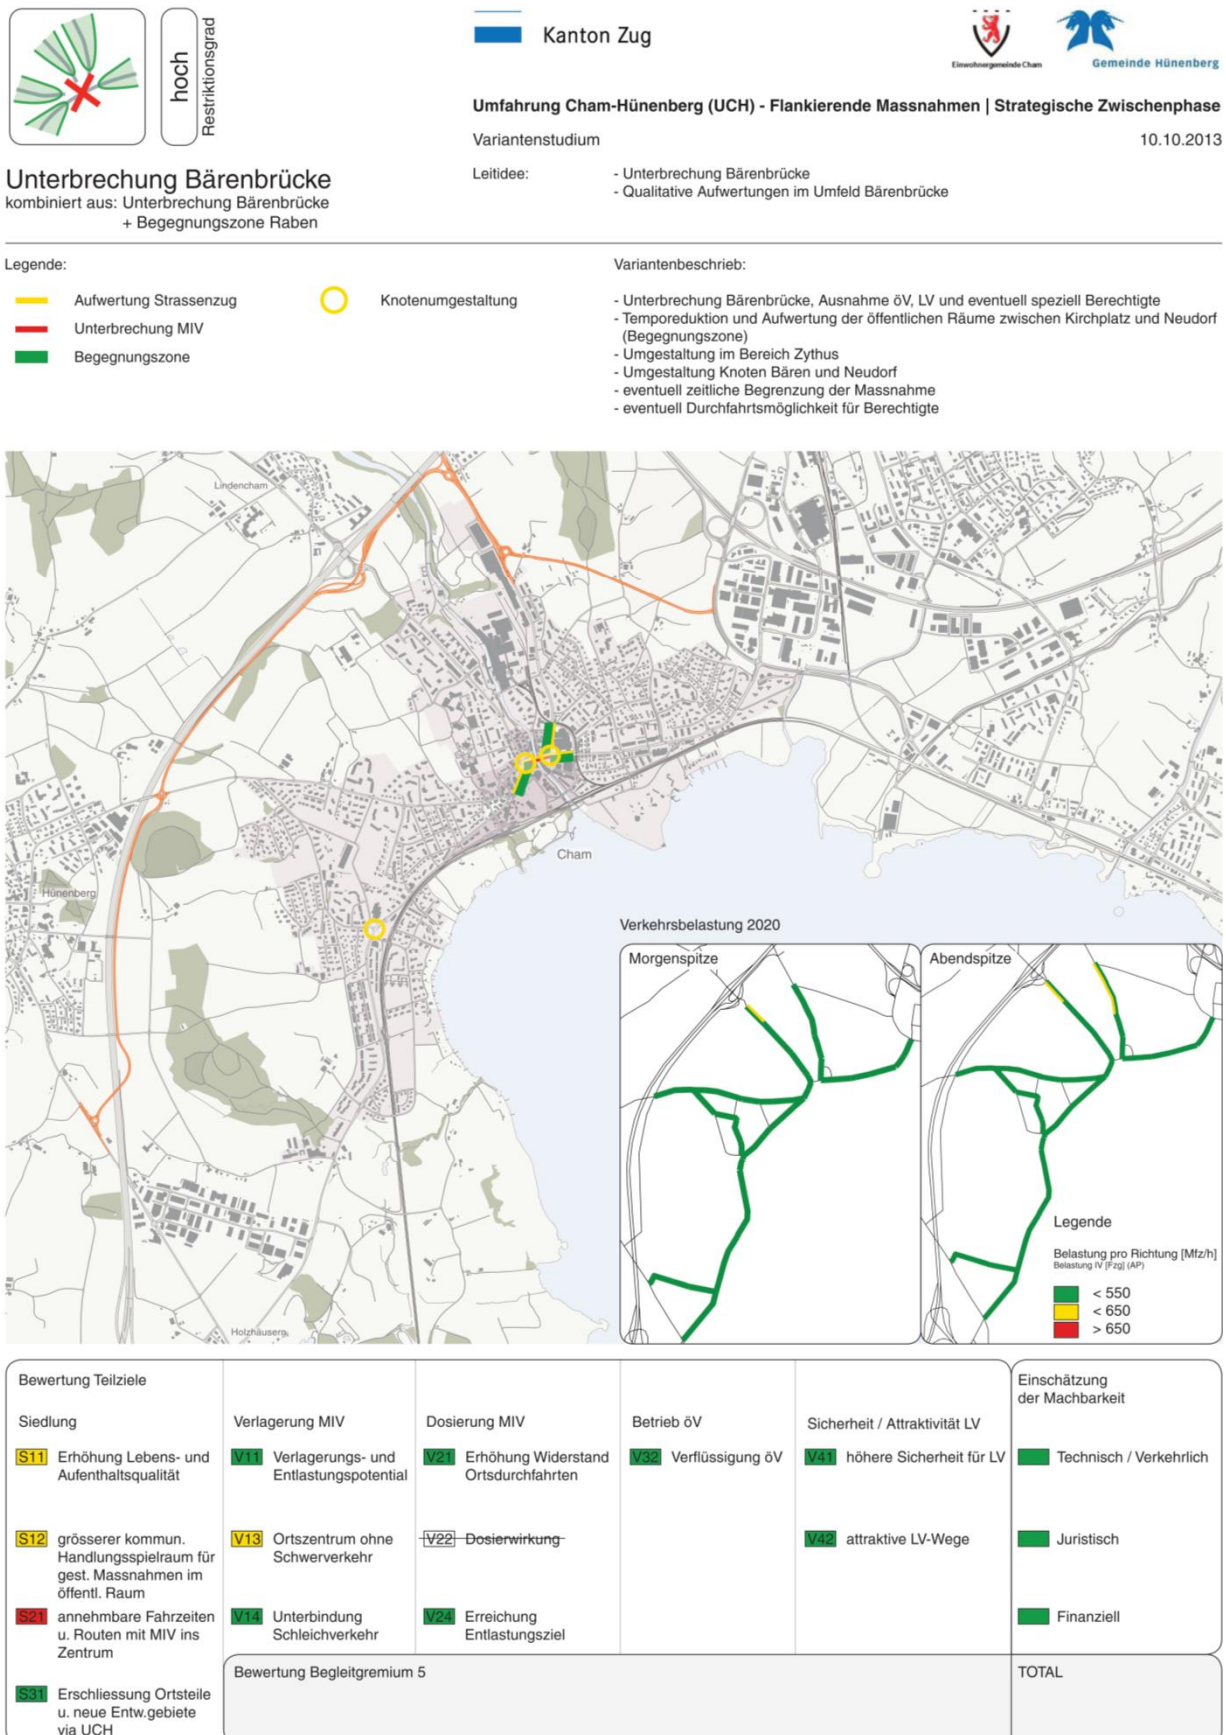 hoch
Restriktionsgrad
Kanton Zug
Einwohnergemeinde Cham
Gemeinde Hünenberg
Umfahrung Cham-Hünenberg (UCH) - Flankierende Massnahmen | Strategische Zwischenphase
Variantenstudium
10.10.2013
Unterbrechung Bärenbrücke
kombiniert aus: Unterbrechung Bärenbrücke
+ Begegnungszone Raben
Leitidee:
- Unterbrechung Bärenbrücke
- Qualitative Aufwertungen im Umfeld Bärenbrücke
Legende:
Aufwertung Strassenzug
Unterbrechung MIV
Begegnungszone
Knotenumgestaltung
Variantenbeschrieb:
- Unterbrechung Bärenbrücke, Ausnahme öV, LV und eventuell speziell Berechtigte
- Temporeduktion und Aufwertung der öffentlichen Räume zwischen Kirchplatz und Neudorf
(Begegnungszone)
- Umgestaltung im Bereich Zythus
- Umgestaltung Knoten Bären und Neudorf
- eventuell zeitliche Begrenzung der Massnahme
- eventuell Durchfahrtsmöglichkeit für Berechtigte
Lindencham
Cham
Hünenberg
Holzhäusern
Verkehrsbelastung 2020
Morgenspitze
Abendspitze
Legende
Belastung pro Richtung [Mfz/h]
Belastung IV [Fzg] (AP)
< 550
< 650
> 650
Bewertung Teilziele
Siedlung
S11 Erhöhung Lebens- und
Aufenthaltsqualität
S12 grösserer kommun.
Handlungsspielraum für
gest. Massnahmen im
öffentl. Raum
S21 annehmbare Fahrzeiten
u. Routen mit MIV ins
Zentrum
S31 Erschliessung Ortsteile
u. neue Entw.gebiete
via UCH
Verlagerung MIV
V11 Verlagerungs- und
Entlastungspotential
V13 Ortszentrum ohne
Schwerverkehr
V14 Unterbindung
Schleichverkehr
Dosierung MIV
V21 Erhöhung Widerstand
Ortsdurchfahrten
V22 Dosierwirkung
V24 Erreichung
Entlastungsziel
Betrieb öV
V32 Verflüssigung öV
Sicherheit / Attraktivität LV
V41 höhere Sicherheit für LV
V42 attraktive LV-Wege
Einschätzung
der Machbarkeit
Technisch / Verkehrlich
Juristisch
Finanziell
Bewertung Begleitgremium 5
TOTAL